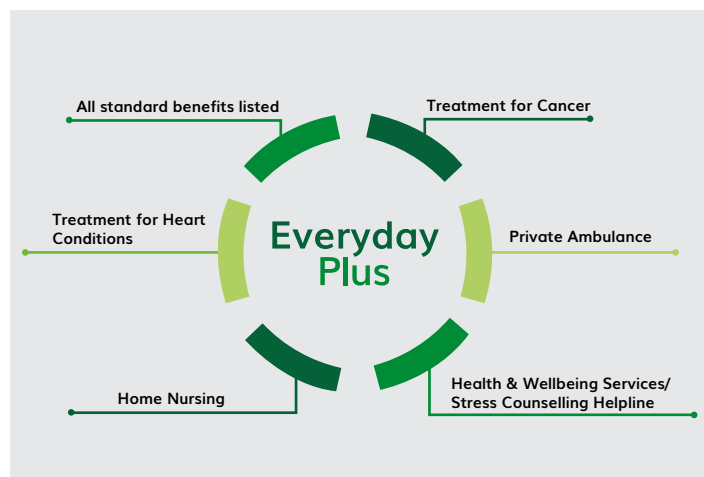 All standard benefits listed
Treatment for Cancer
Treatment for Heart
Conditions
Everyday
Plus
Private Ambulance
Home Nursing
Health & Wellbeing Services/
Stress Counselling Helpline